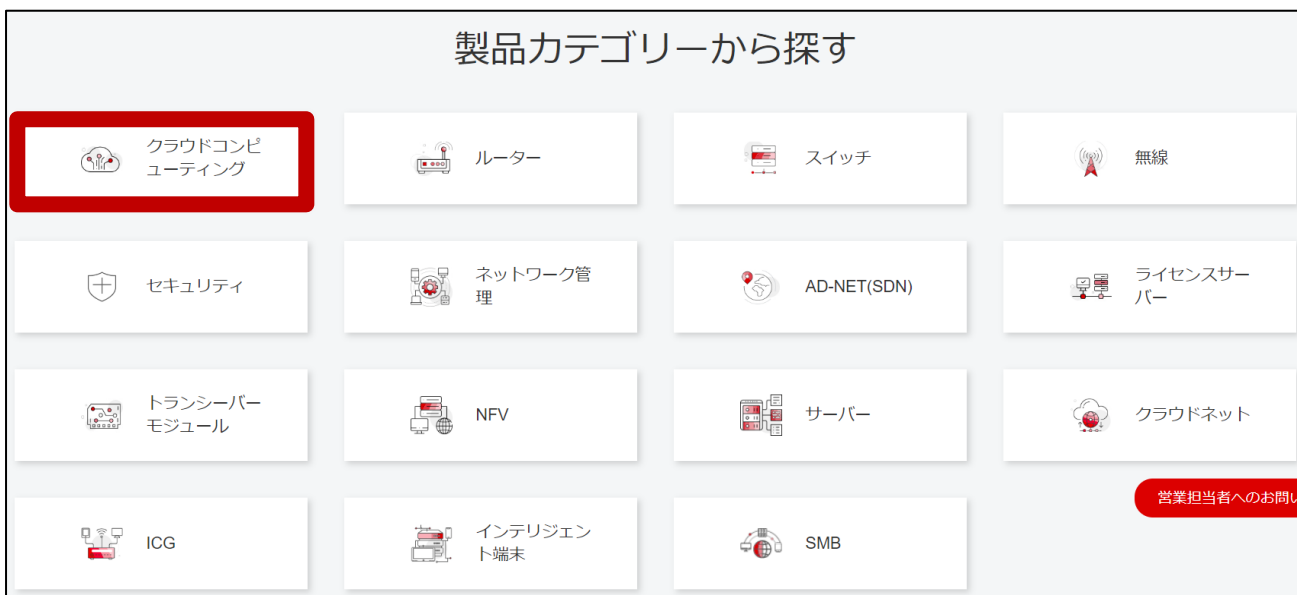 製品カテゴリーから探す
クラウドコンピ
ューティング
ルーター
スイッチ
無線
セキュリティ
ネットワーク管
理
AD-NET(SDN)
ライセンスサー
バー
トランシーバー
モジュール
NFV
サーバー
クラウドネット
営業担当者へのお問い
ICG
インテリジェン
ト端末
SMB